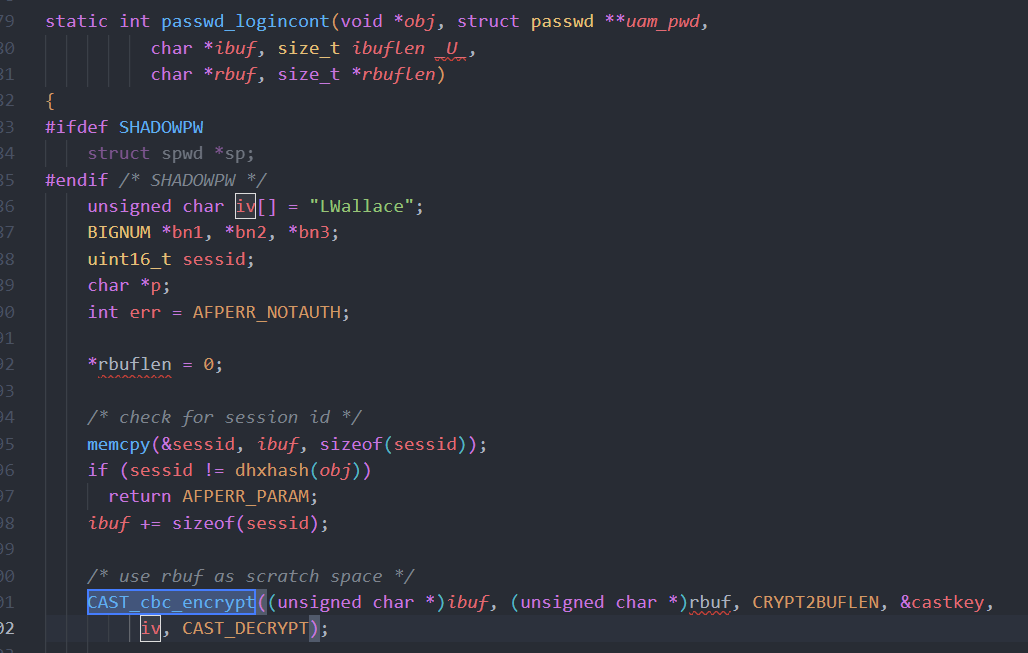 79 static int passwd_logincont(void *obj, struct passwd **uam_pwd,
80 char *ibuf, size_t ibuflen _U_,
81 char *rbuf, size_t *rbuflen)
82 {
83 #ifdef SHADOWPW
84 struct spwd *sp;
85 #endif /* SHADOWPW */
86 unsigned char iv[] = "LWallace";
87 BIGNUM *bn1, *bn2, *bn3;
88 uint16_t sessid;
89 char *p;
90 int err = AFPERR_NOTAUTH;
91
92 *rbuflen = 0;
93
94 /* check for session id */
95 memcpy(&sessid, ibuf, sizeof(sessid));
96 if (sessid != dhxhash(obj))
97 return AFPERR_PARAM;
98 ibuf += sizeof(sessid);
99
00 /* use rbuf as scratch space */
01 CAST_cbc_encrypt((unsigned char *)ibuf, (unsigned char *)rbuf, CRYPT2BUFLEN, &castkey,
02 iv, CAST_DECRYPT);